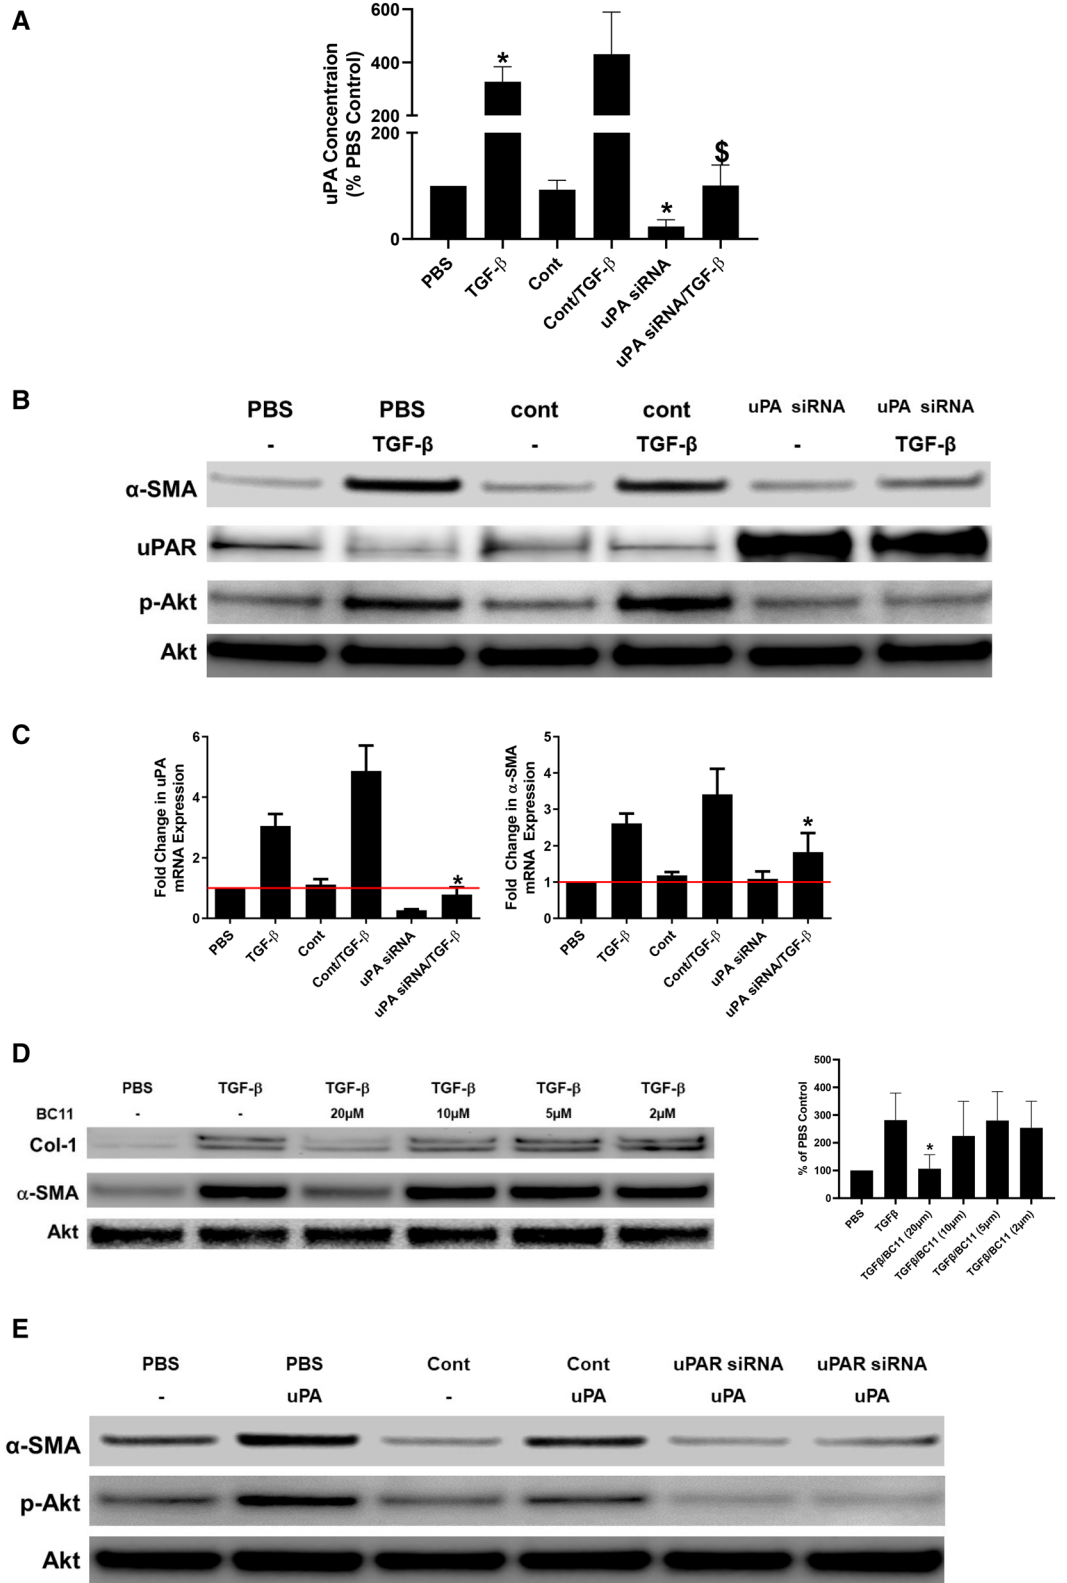 A
uPA Concentraion
(% PBS Control)
600
400
200
200
0
*
*
$
PBS
TGF-β
Cont
Cont/TGF-β
uPA siRNA
uPA siRNA/TGF-β
B
PBS PBS cont cont uPA siRNA uPA siRNA
- TGF-β - TGF-β - TGF-β
α-SMA
uPAR
p-Akt
Akt
C
Fold Change in uPA
mRNA Expression
6
4
2
0
*
PBS
TGF-β
Cont
Cont/TGF-β
uPA siRNA
uPA siRNA/TGF-β
Fold Change in α-SMA
mRNA Expression
5
4
3
2
1
0
*
PBS
TGF-β
Cont
Cont/TGF-β
uPA siRNA
uPA siRNA/TGF-β
D
PBS TGF-β TGF-β TGF-β TGF-β TGF-β
BC11 - - 20μM 10μM 5μM 2μM
Col-1
α-SMA
Akt
% of PBS Control
500
400
300
200
100
0
*
PBS
TGFβ
TGFβ/BC11 (20μm)
TGFβ/BC11 (10μm)
TGFβ/BC11 (5μm)
TGFβ/BC11 (2μm)
E
PBS PBS Cont Cont uPAR siRNA uPAR siRNA
- uPA - uPA uPA uPA
α-SMA
p-Akt
Akt